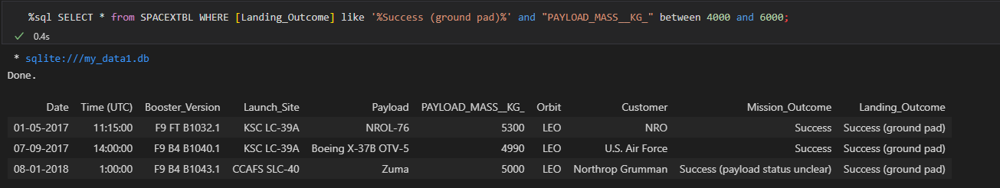 %sql SELECT * from SPACEXTBL WHERE [Landing_Outcome] like '%Success (ground pad)%' and "PAYLOAD_MASS__KG_" between 4000 and 6000;
0.4s
* sqlite:///my_data1.db
Done.
Date Time (UTC) Booster_Version Launch_Site Payload PAYLOAD_MASS__KG_ Orbit Customer Mission_Outcome Landing_Outcome
01-05-2017 11:15:00 F9 FT B1032.1 KSC LC-39A NROL-76 5300 LEO NRO Success Success (ground pad)
07-09-2017 14:00:00 F9 B4 B1040.1 KSC LC-39A Boeing X-37B OTV-5 4990 LEO U.S. Air Force Success Success (ground pad)
08-01-2018 1:00:00 F9 B4 B1043.1 CCAFS SLC-40 Zuma 5000 LEO Northrop Grumman Success (payload status unclear) Success (ground pad)